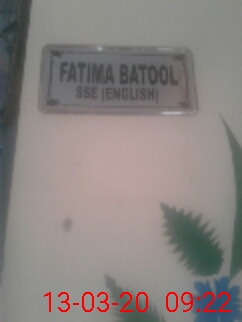 FATIMA BATOOL
SSE (ENGLISH)
13-03-20 09:22